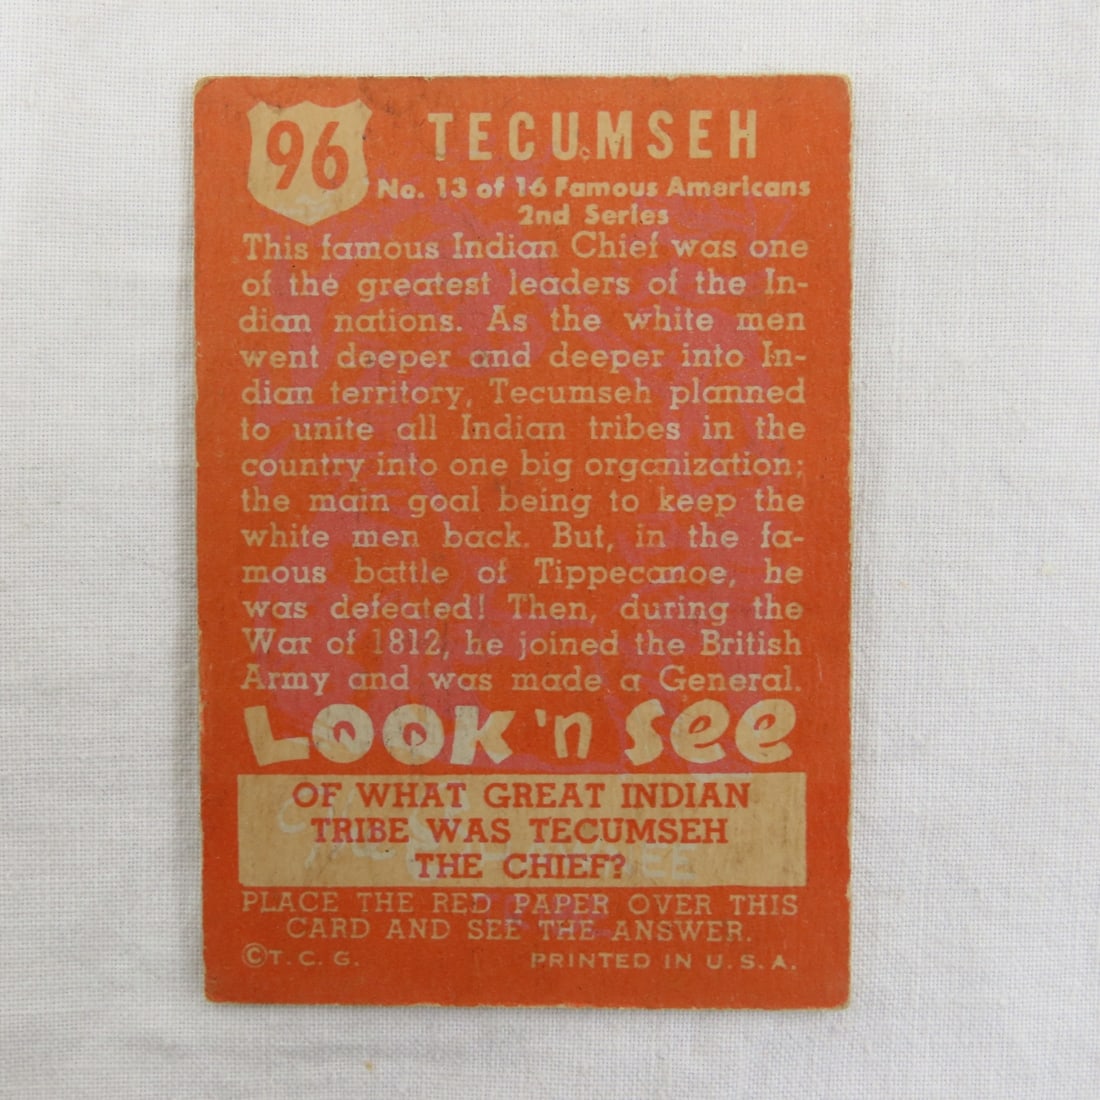 96
TECUMSEH
No. 13 of 16 Famous Americans
2nd Series
This famous Indian Chief was one
of the greatest leaders of the In-
dian nations. As the white men
went deeper and deeper into In-
dian territory, Tecumseh planned
to unite all Indian tribes in the
country into one big organization;
the main goal being to keep the
white men back. But, in the fa-
mous battle of Tippecanoe, he
was defeated! Then, during the
War of 1812, he joined the British
Army and was made a General.
LOOK 'n See
OF WHAT GREAT INDIAN
TRIBE WAS TECUMSEH
THE CHIEF?
PLACE THE RED PAPER OVER THIS
CARD AND SEE THE ANSWER.
©T. C. G.
PRINTED IN U. S. A.